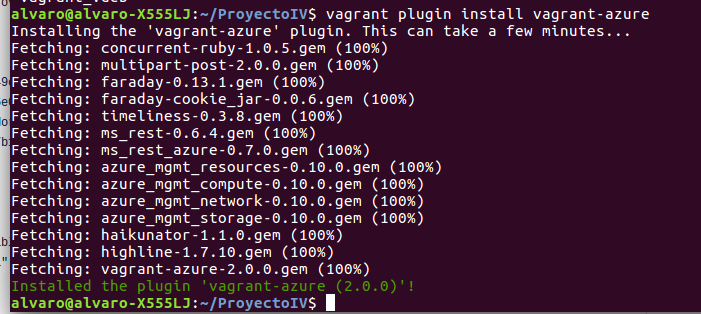 alvaro@alvaro-X555LJ:~/ProyectoIV$ vagrant plugin install vagrant-azure
Installing the 'vagrant-azure' plugin. This can take a few minutes...
Fetching: concurrent-ruby-1.0.5.gem (100%)
Fetching: multipart-post-2.0.0.gem (100%)
Fetching: faraday-0.13.1.gem (100%)
Fetching: faraday-cookie_jar-0.0.6.gem (100%)
Fetching: timeliness-0.3.8.gem (100%)
Fetching: ms_rest-0.6.4.gem (100%)
Fetching: ms_rest_azure-0.7.0.gem (100%)
Fetching: azure_mgmt_resources-0.10.0.gem (100%)
Fetching: azure_mgmt_compute-0.10.0.gem (100%)
Fetching: azure_mgmt_network-0.10.0.gem (100%)
Fetching: azure_mgmt_storage-0.10.0.gem (100%)
Fetching: haikunator-1.1.0.gem (100%)
Fetching: highline-1.7.10.gem (100%)
Fetching: vagrant-azure-2.0.0.gem (100%)
Installed the plugin 'vagrant-azure (2.0.0)'!
alvaro@alvaro-X555LJ:~/ProyectoIV$